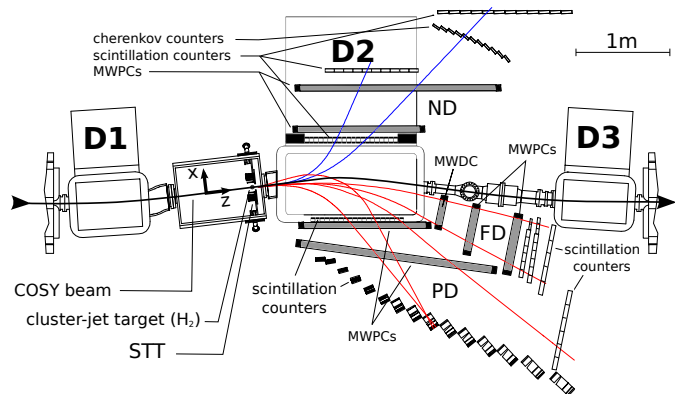 cherenkov counters
scintillation counters
MWPCs
D2
1m
ND
D1
D3
MWDC
MWPCs
x
z
FD
scintillation
counters
COSY beam
scintillation
counters
PD
cluster-jet target (H₂)
MWPCs
STT